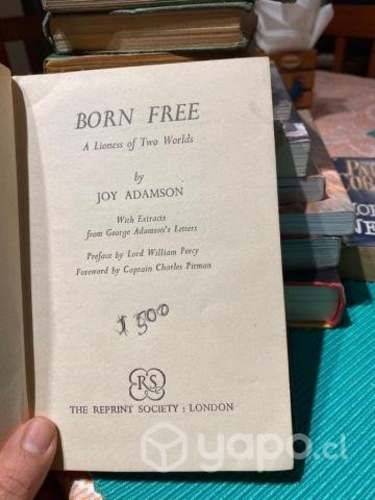 BORN FREE
A Lioness of Two Worlds
by
JOY ADAMSON
With Extracts
from George Adamson's Letters
Preface by Lord William Percy
Foreword by Captain Charles Pitman
$500
RS
THE REPRINT SOCIETY : LONDON
yapo.cl